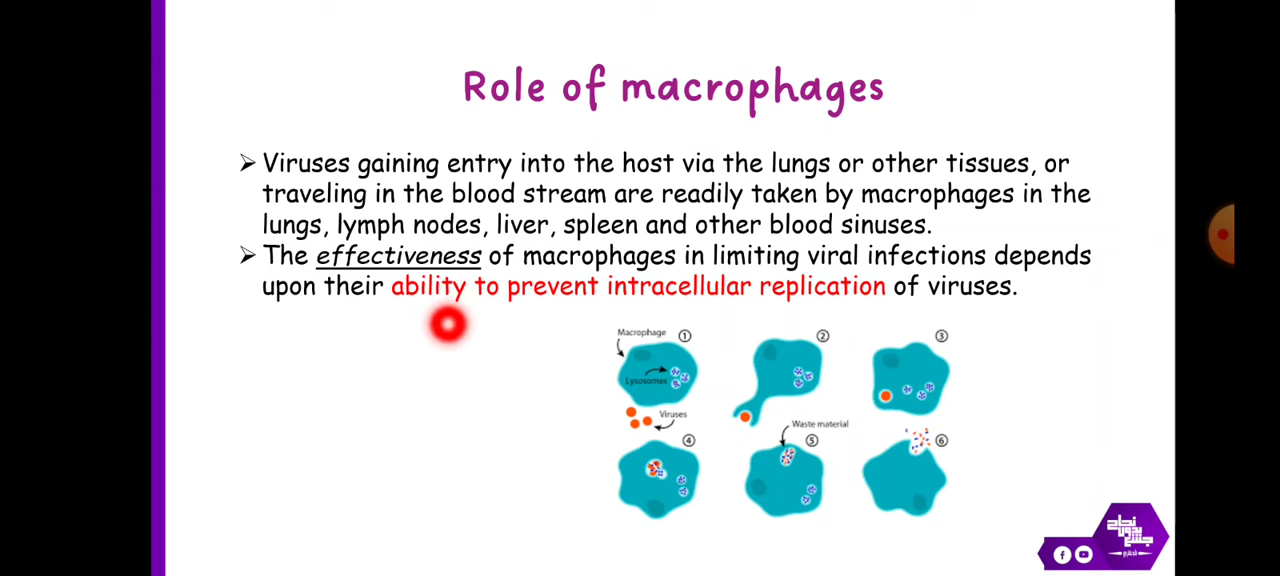 Role of macrophages
➢ Viruses gaining entry into the host via the lungs or other tissues, or
traveling in the blood stream are readily taken by macrophages in the
lungs, lymph nodes, liver, spleen and other blood sinuses.
➢ The effectiveness of macrophages in limiting viral infections depends
upon their ability to prevent intracellular replication of viruses.
Macrophage
①
②
③
Lysosomes
Viruses
Waste material
④
⑤
⑥